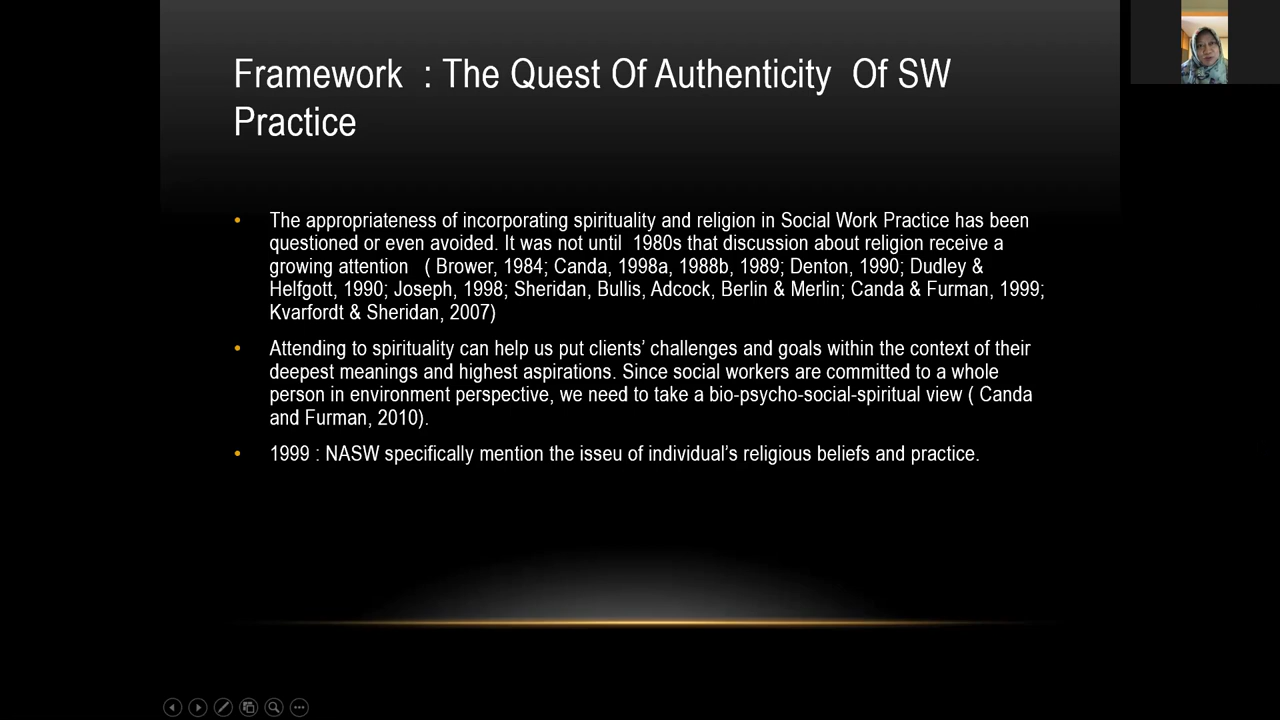 Framework : The Quest Of Authenticity Of SW
Practice
• The appropriateness of incorporating spirituality and religion in Social Work Practice has been
questioned or even avoided. It was not until 1980s that discussion about religion receive a
growing attention ( Brower, 1984; Canda, 1998a, 1988b, 1989; Denton, 1990; Dudley &
Helfgott, 1990; Joseph, 1998; Sheridan, Bullis, Adcock, Berlin & Merlin; Canda & Furman, 1999;
Kvarfordt & Sheridan, 2007)
• Attending to spirituality can help us put clients’ challenges and goals within the context of their
deepest meanings and highest aspirations. Since social workers are committed to a whole
person in environment perspective, we need to take a bio-psycho-social-spiritual view ( Canda
and Furman, 2010).
• 1999 : NASW specifically mention the isseu of individual’s religious beliefs and practice.